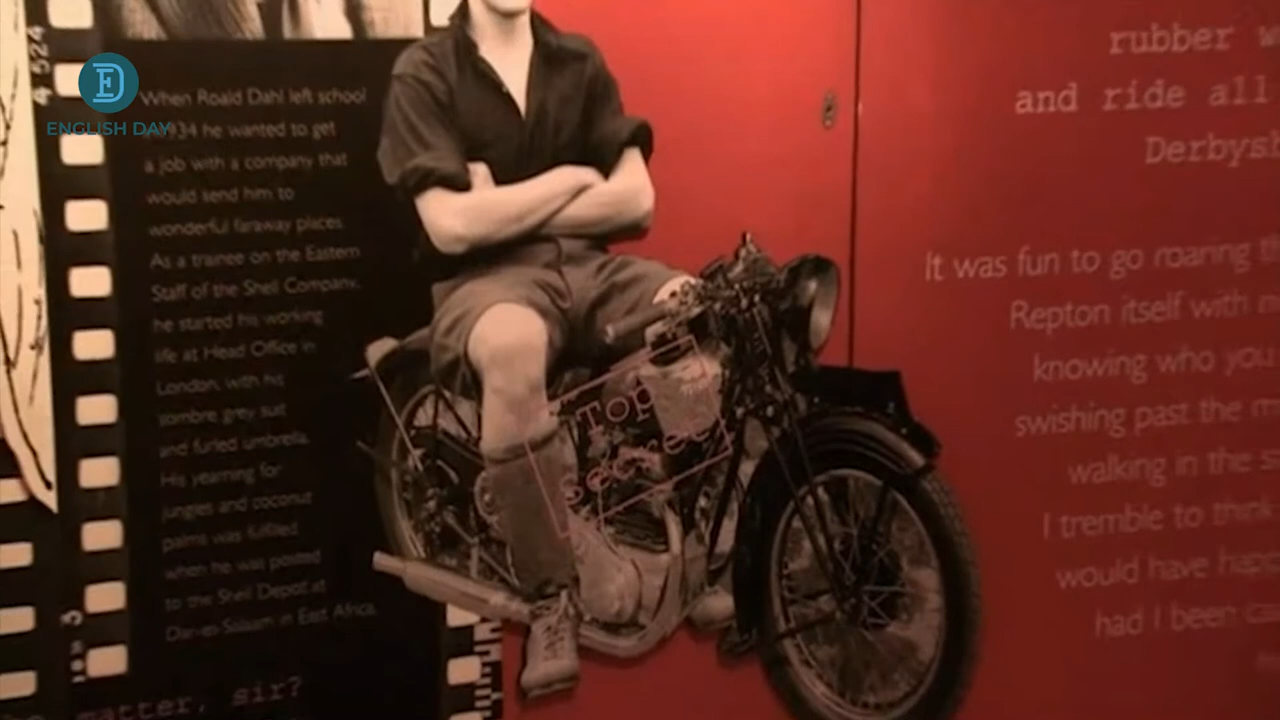 4 524
ENGLISH DAY
When Roald Dahl left school
1934 he wanted to get
a job with a company that
would send him to
wonderful faraway places.
As a trainee on the Eastern
Staff of the Shell Company,
he started his working
life at Head Office in
London, with his
sombre grey suit
and furled umbrella.
His yearning for
jungles and coconut
palms was fulfilled
when he was posted
to the Shell Depot at
Dar-es-Salaam in East Africa.
matter, sir?
Top
Secret
rubber
and ride all
It was fun to go roaring
Repton itself with
knowing who you
swishing past the
walking in the
I tremble to think
would have
had I been